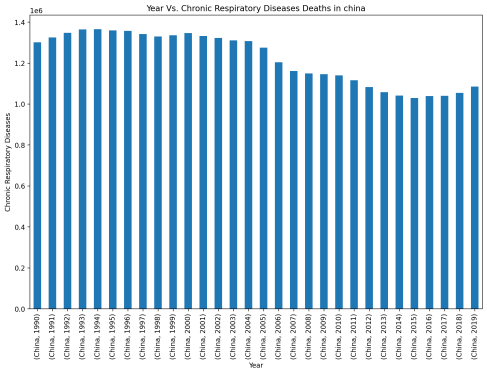 Year Vs. Chronic Respiratory Diseases Deaths in china
1e6
1.4
1.2
1.0
0.8
0.6
0.4
0.2
0.0
Chronic Respiratory Diseases
(China, 1990)
(China, 1991)
(China, 1992)
(China, 1993)
(China, 1994)
(China, 1995)
(China, 1996)
(China, 1997)
(China, 1998)
(China, 1999)
(China, 2000)
(China, 2001)
(China, 2002)
(China, 2003)
(China, 2004)
(China, 2005)
(China, 2006)
(China, 2007)
(China, 2008)
(China, 2009)
(China, 2010)
(China, 2011)
(China, 2012)
(China, 2013)
(China, 2014)
(China, 2015)
(China, 2016)
(China, 2017)
(China, 2018)
(China, 2019)
Year